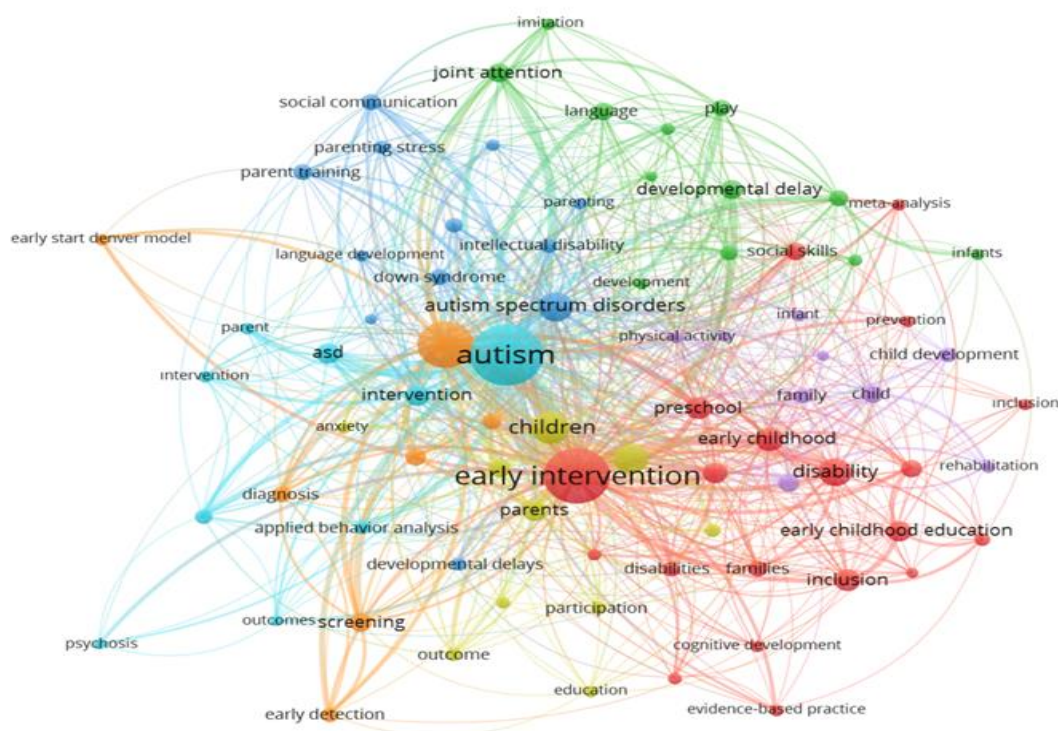 imitation
joint attention
social communication
language
play
parenting stress
parent training
developmental delay
parenting
meta-analysis
early start denver model
language development
intellectual disability
social skills
infants
down syndrome
development
autism spectrum disorders
infant
prevention
parent
physical activity
asd
autism
child development
intervention
intervention
family
child
preschool
inclusion
anxiety
children
early childhood
early intervention
disability
rehabilitation
diagnosis
parents
applied behavior analysis
early childhood education
developmental delays
disabilities
families
inclusion
outcomes
screening
participation
psychosis
outcome
cognitive development
education
early detection
evidence-based practice